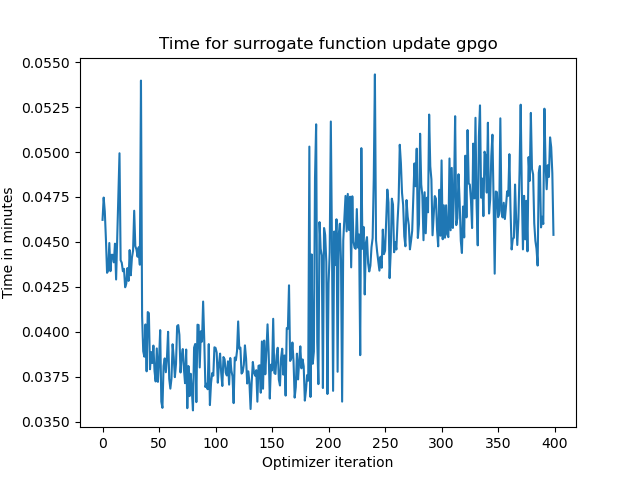 Time for surrogate function update gpgo
0.0550
0.0525
0.0500
0.0475
0.0450
0.0425
0.0400
0.0375
0.0350
Time in minutes
0 50 100 150 200 250 300 350 400
Optimizer iteration